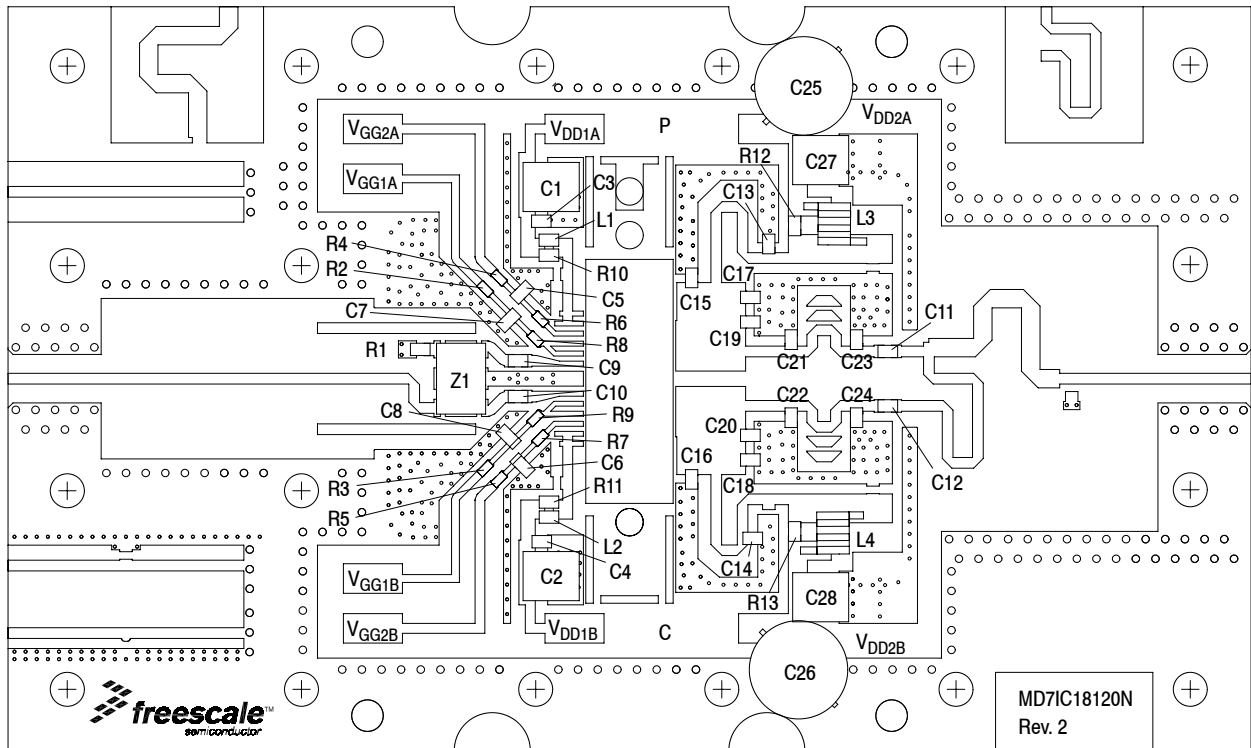 C25
VDD2A
P
VGG2A
VDD1A
R12
C27
VGG1A
C1
C3
C13
L3
L1
R4
R2
R10
C17
C5
C15
C7
R6
C11
R8
C19
R1
C9
C21
C23
Z1
C10
C22
C24
C8
R9
C20
R7
C16
C6
C18
C12
R3
R11
R5
L2
L4
C4
C14
C2
VGG1B
R13
C28
VGG2B
VDD1B
C
VDD2B
C26
freescale™
semiconductor
MD7IC18120N
Rev. 2